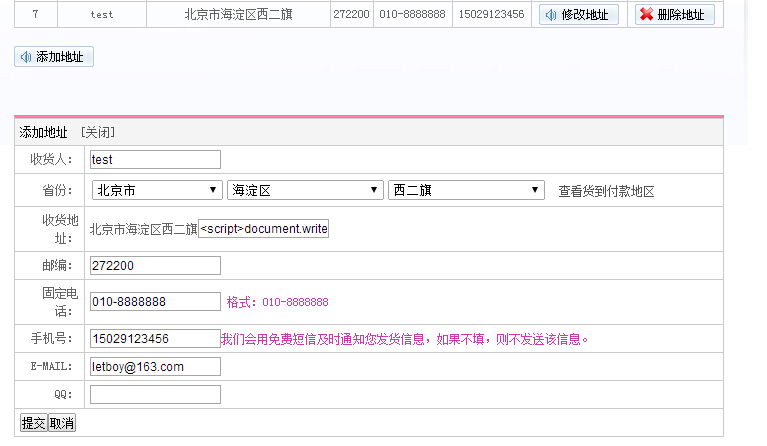 7 test 北京市海淀区西二旗 272200 010-8888888 15029123456 修改地址 删除地址
添加地址
添加地址 [关闭]
收货人： test
省份： 北京市 海淀区 西二旗 查看货到付款地区
收货地
址： 北京市海淀区西二旗<script>document.write
邮编： 272200
固定电
话： 010-8888888 格式：010-8888888
手机号： 15029123456 我们会用免费短信及时通知您发货信息，如果不填，则不发送该信息。
E-MAIL： letboy@163.com
QQ：
提交 取消